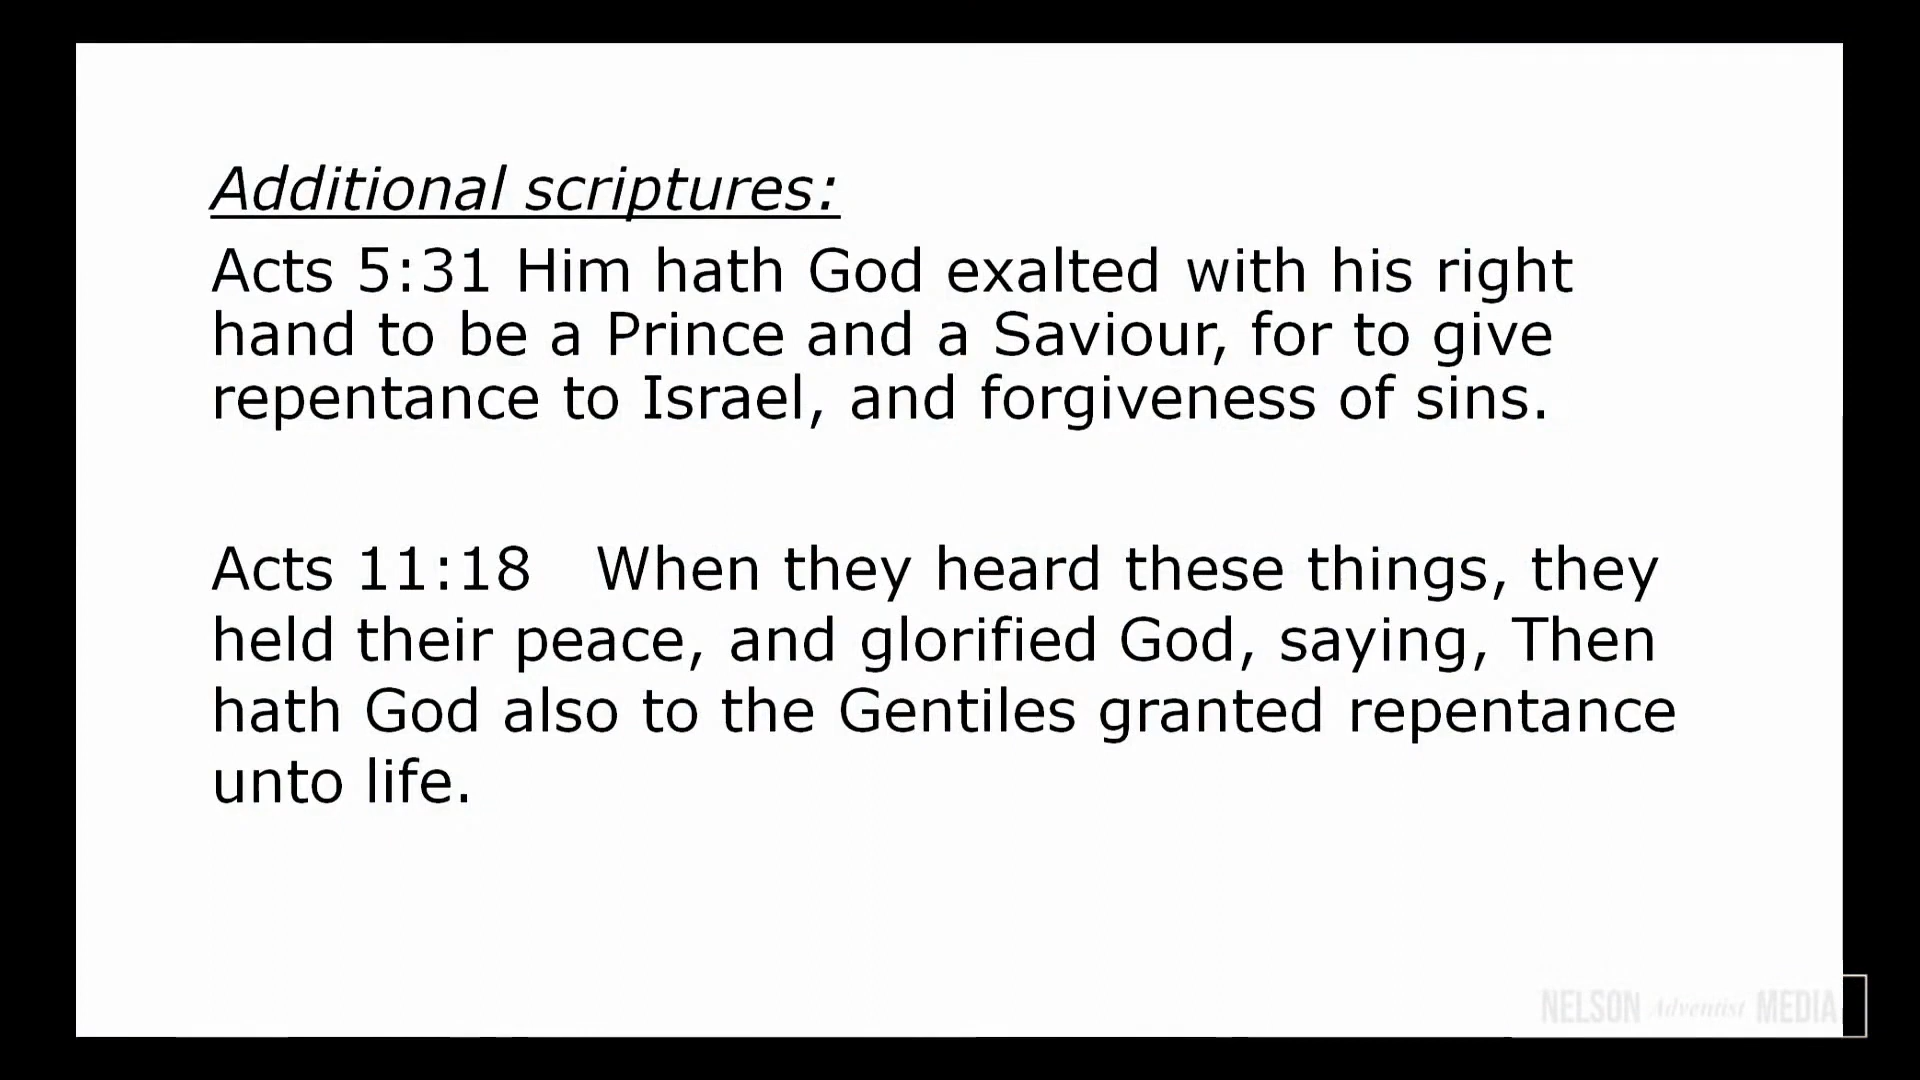 Additional scriptures:
Acts 5:31 Him hath God exalted with his right
hand to be a Prince and a Saviour, for to give
repentance to Israel, and forgiveness of sins.
Acts 11:18   When they heard these things, they
held their peace, and glorified God, saying, Then
hath God also to the Gentiles granted repentance
unto life.
NELSON Adventist MEDIA